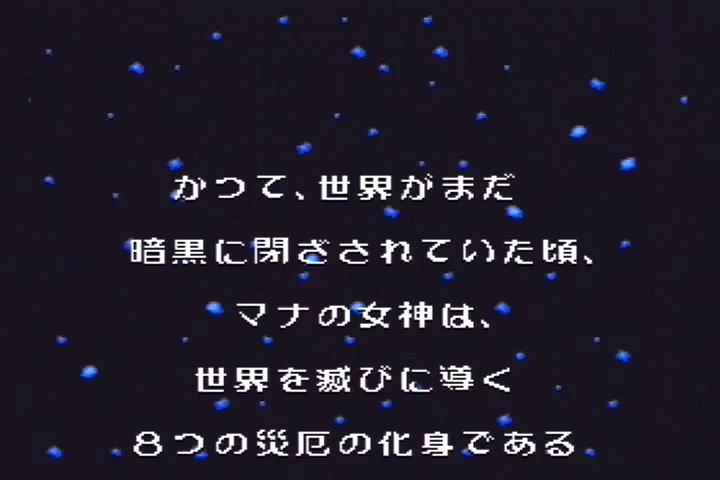 かつて、世界がまだ
暗黒に閉ざされていた頃、
マナの女神は、
世界を滅びに導く
8つの災厄の化身である